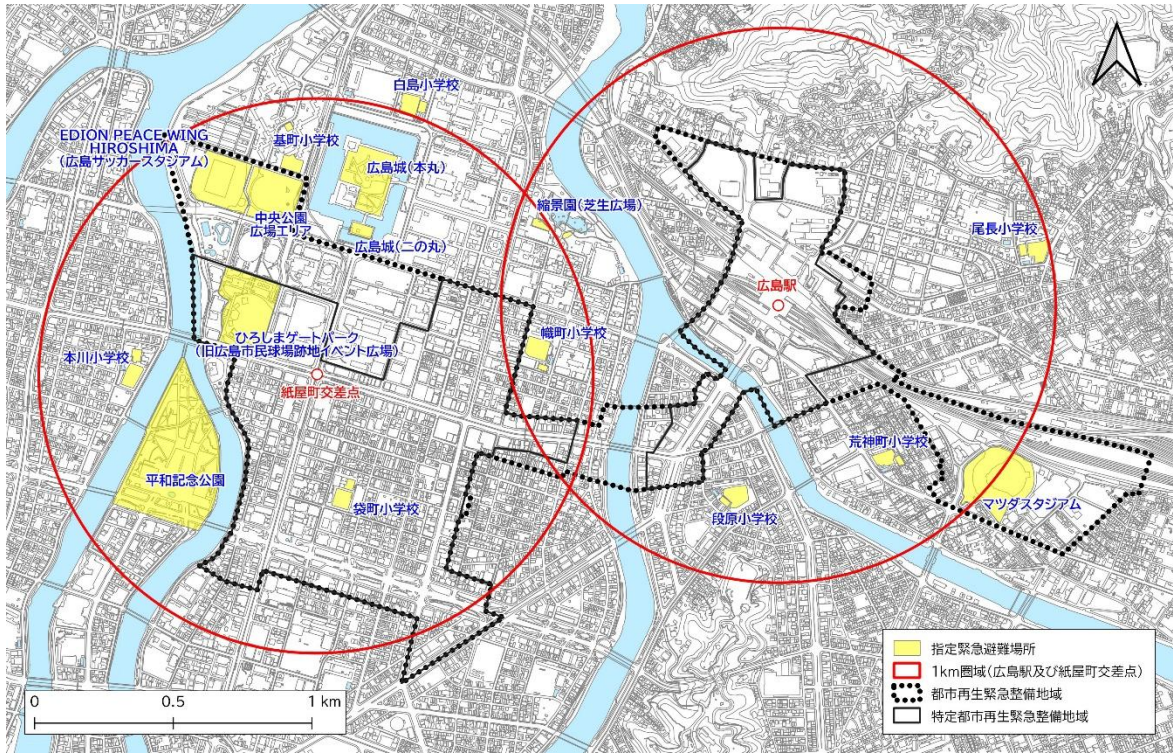 白島小学校
EDION PEACE WING
HIROSHIMA
(広島サッカースタジアム)
基町小学校
広島城(本丸)
縮景園(芝生広場)
尾長小学校
中央公園
広場エリア
広島城(二の丸)
広島駅
ひろしまゲートパーク
(旧広島市民球場跡地イベント広場)
幟町小学校
本川小学校
紙屋町交差点
荒神町小学校
平和記念公園
袋町小学校
段原小学校
マツダスタジアム
指定緊急避難場所
1km圏域(広島駅及び紙屋町交差点)
都市再生緊急整備地域
特定都市再生緊急整備地域
0 0.5 1 km